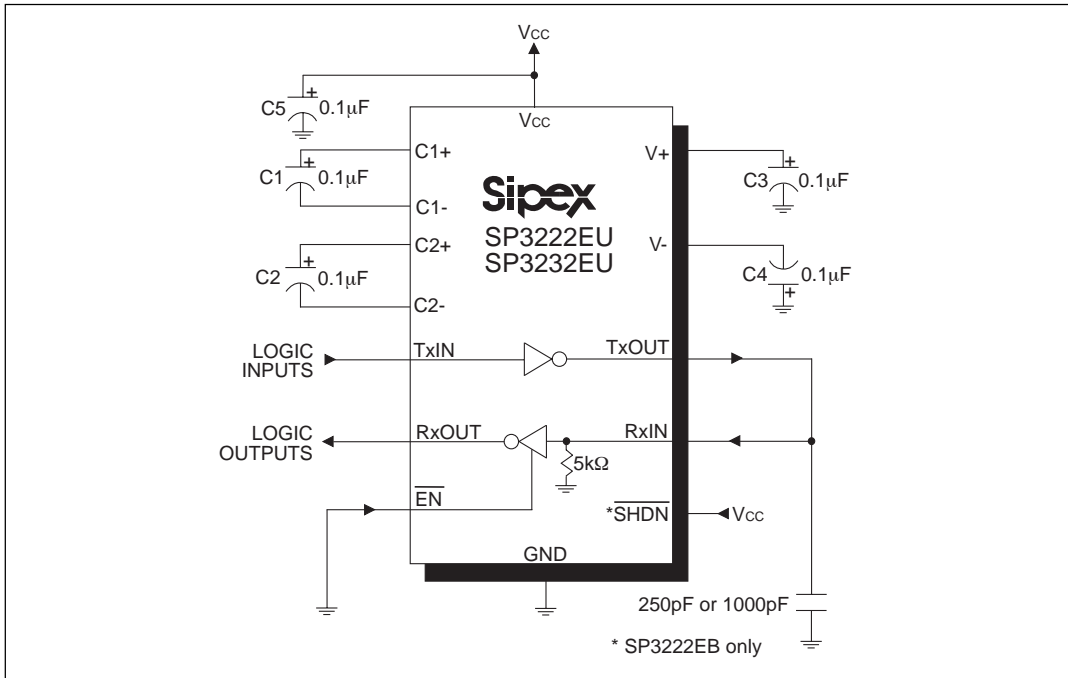 VCC
C5
+
0.1µF
VCC
C1+
V+
C1
+
0.1µF
C3
+
0.1µF
C1-
Sipex
SP3222EU
SP3232EU
C2+
V-
C2
+
0.1µF
C4
0.1µF
+
C2-
LOGIC
INPUTS
TxIN
TxOUT
LOGIC
OUTPUTS
RxOUT
RxIN
5kΩ
EN
*SHDN
VCC
GND
250pF or 1000pF
* SP3222EB only